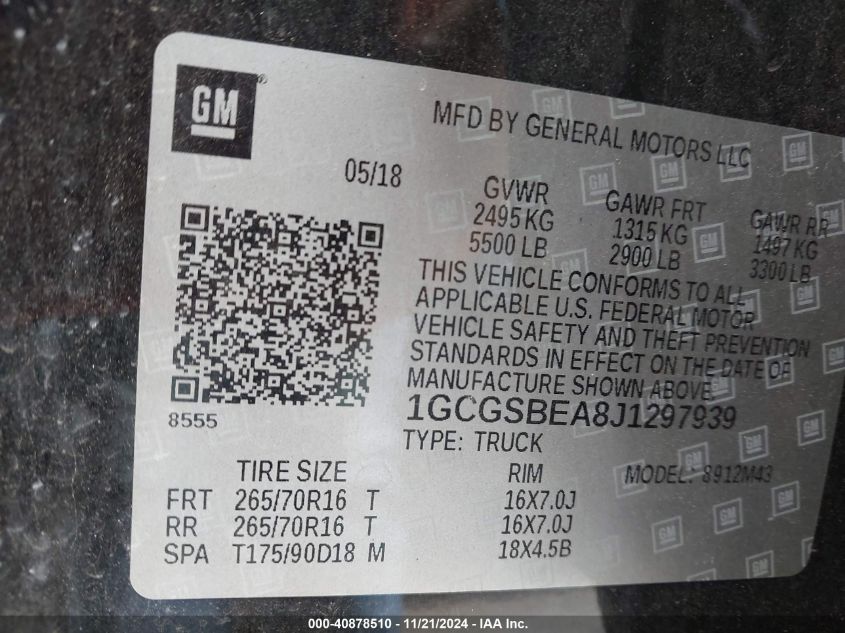 GM®
MFD BY GENERAL MOTORS LLC
05/18
GVWR GAWR FRT GAWR RR
2495 KG 1315 KG 1497 KG
5500 LB 2900 LB 3300 LB
THIS VEHICLE CONFORMS TO ALL
APPLICABLE U.S. FEDERAL MOTOR
VEHICLE SAFETY AND THEFT PREVENTION
STANDARDS IN EFFECT ON THE DATE OF
MANUFACTURE SHOWN ABOVE.
8555
1GCGSBEA8J1297939
TYPE: TRUCK
TIRE SIZE RIM MODEL: 8912M43
FRT 265/70R16 T 16X7.0J
RR 265/70R16 T 16X7.0J
SPA T175/90D18 M 18X4.5B
000-40878510 - 11/21/2024 - IAA Inc.